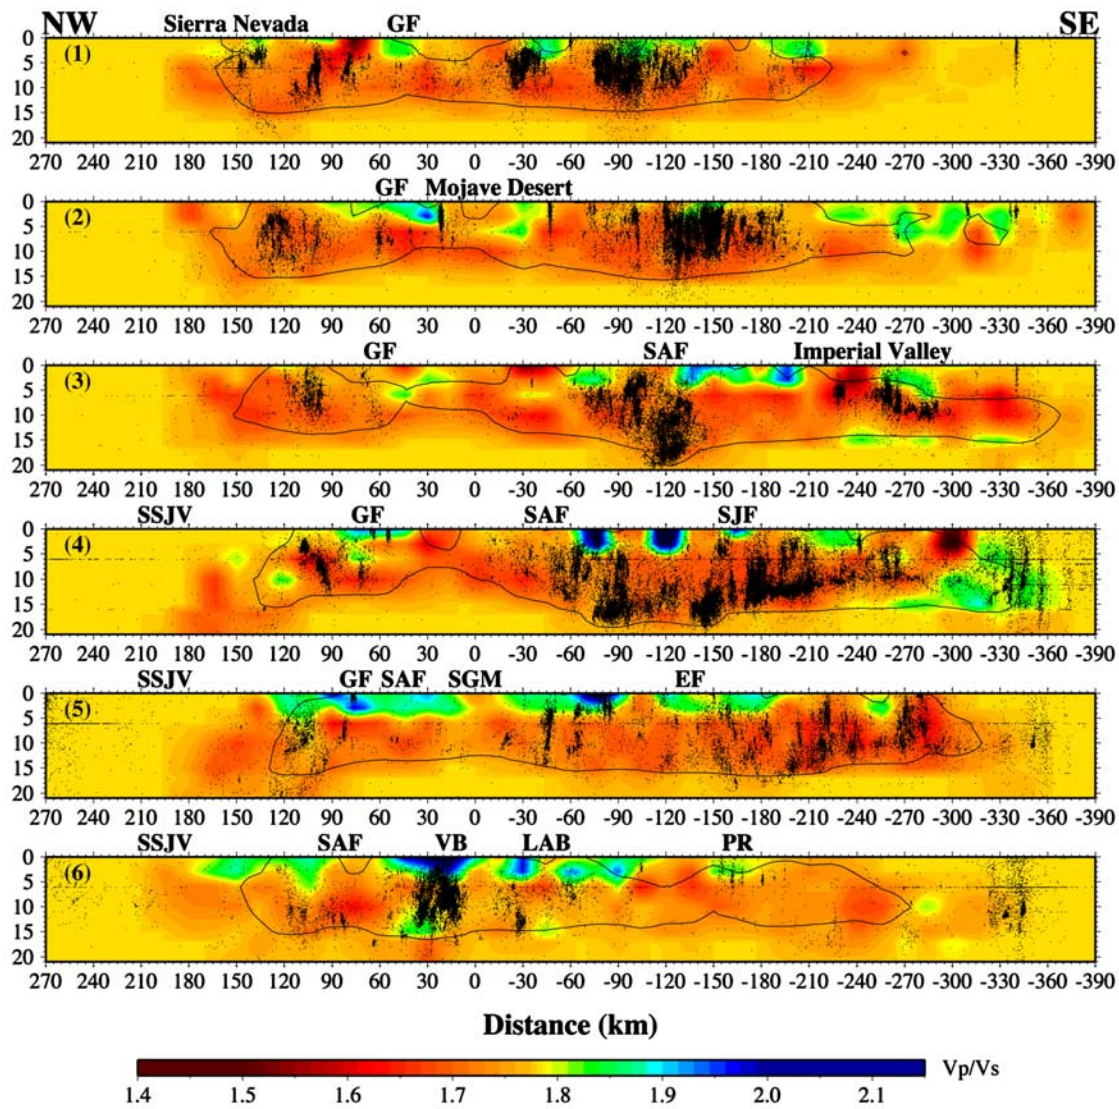 NW Sierra Nevada GF SE
(1)
0
5
10
15
20
270 240 210 180 150 120 90 60 30 0 -30 -60 -90 -120 -150 -180 -210 -240 -270 -300 -330 -360 -390
GF Mojave Desert
(2)
0
5
10
15
20
270 240 210 180 150 120 90 60 30 0 -30 -60 -90 -120 -150 -180 -210 -240 -270 -300 -330 -360 -390
GF SAF Imperial Valley
(3)
0
5
10
15
20
270 240 210 180 150 120 90 60 30 0 -30 -60 -90 -120 -150 -180 -210 -240 -270 -300 -330 -360 -390
SSJV GF SAF SJF
(4)
0
5
10
15
20
270 240 210 180 150 120 90 60 30 0 -30 -60 -90 -120 -150 -180 -210 -240 -270 -300 -330 -360 -390
SSJV GF SAF SGM EF
(5)
0
5
10
15
20
270 240 210 180 150 120 90 60 30 0 -30 -60 -90 -120 -150 -180 -210 -240 -270 -300 -330 -360 -390
SSJV SAF VB LAB PR
(6)
0
5
10
15
20
270 240 210 180 150 120 90 60 30 0 -30 -60 -90 -120 -150 -180 -210 -240 -270 -300 -330 -360 -390
Distance (km)
Vp/Vs
1.4 1.5 1.6 1.7 1.8 1.9 2.0 2.1